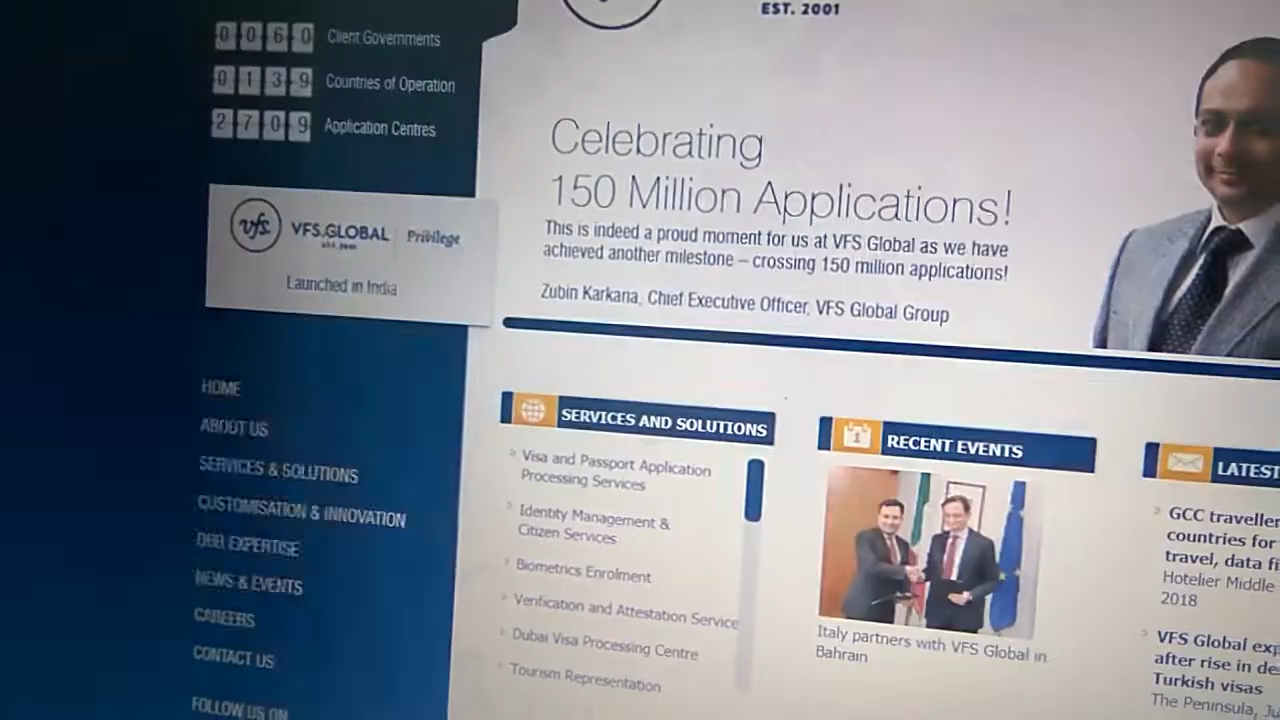 EST. 2001
0060 Client Governments
0139 Countries of Operation
2709 Application Centres
vfs.
VFS.GLOBAL
EST. 2001
Privilege
Launched in India
Celebrating
150 Million Applications!
This is indeed a proud moment for us at VFS Global as we have
achieved another milestone – crossing 150 million applications!
Zubin Karkaria, Chief Executive Officer, VFS Global Group
HOME
ABOUT US
SERVICES & SOLUTIONS
CUSTOMISATION & INNOVATION
OUR EXPERTISE
NEWS & EVENTS
CAREERS
CONTACT US
FOLLOW US ON
SERVICES AND SOLUTIONS
Visa and Passport Application
Processing Services
Identity Management &
Citizen Services
Biometrics Enrolment
Verification and Attestation Service
Dubai Visa Processing Centre
Tourism Representation
1
RECENT EVENTS
Italy partners with VFS Global in
Bahrain
LATEST
GCC traveller
countries for
travel, data fi
Hotelier Middle
2018
VFS Global exp
after rise in de
Turkish visas
The Peninsula, Ju